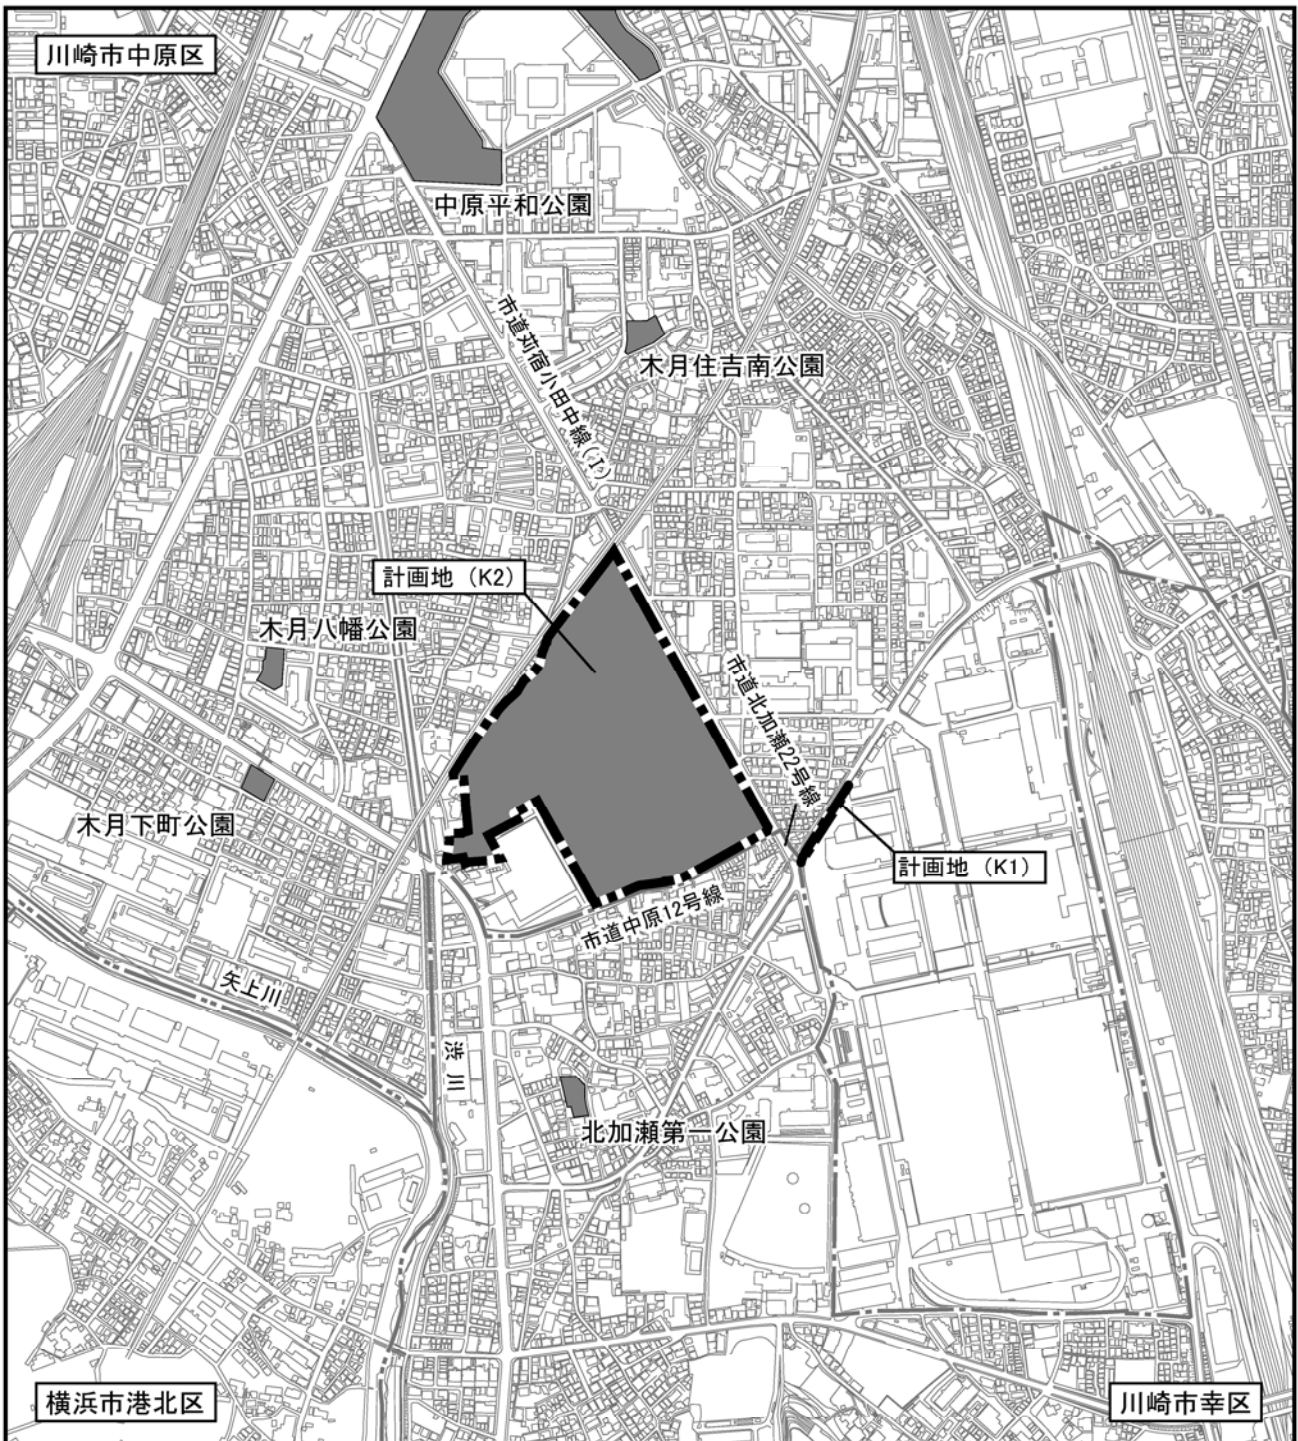 川崎市中原区
中原平和公園
市道苅宿小田中線(Ⅰ)
木月住吉南公園
計画地（K2）
木月八幡公園
市道北加瀬22号線
木月下町公園
計画地（K1）
市道中原12号線
矢上川
渋川
北加瀬第一公園
横浜市港北区
川崎市幸区